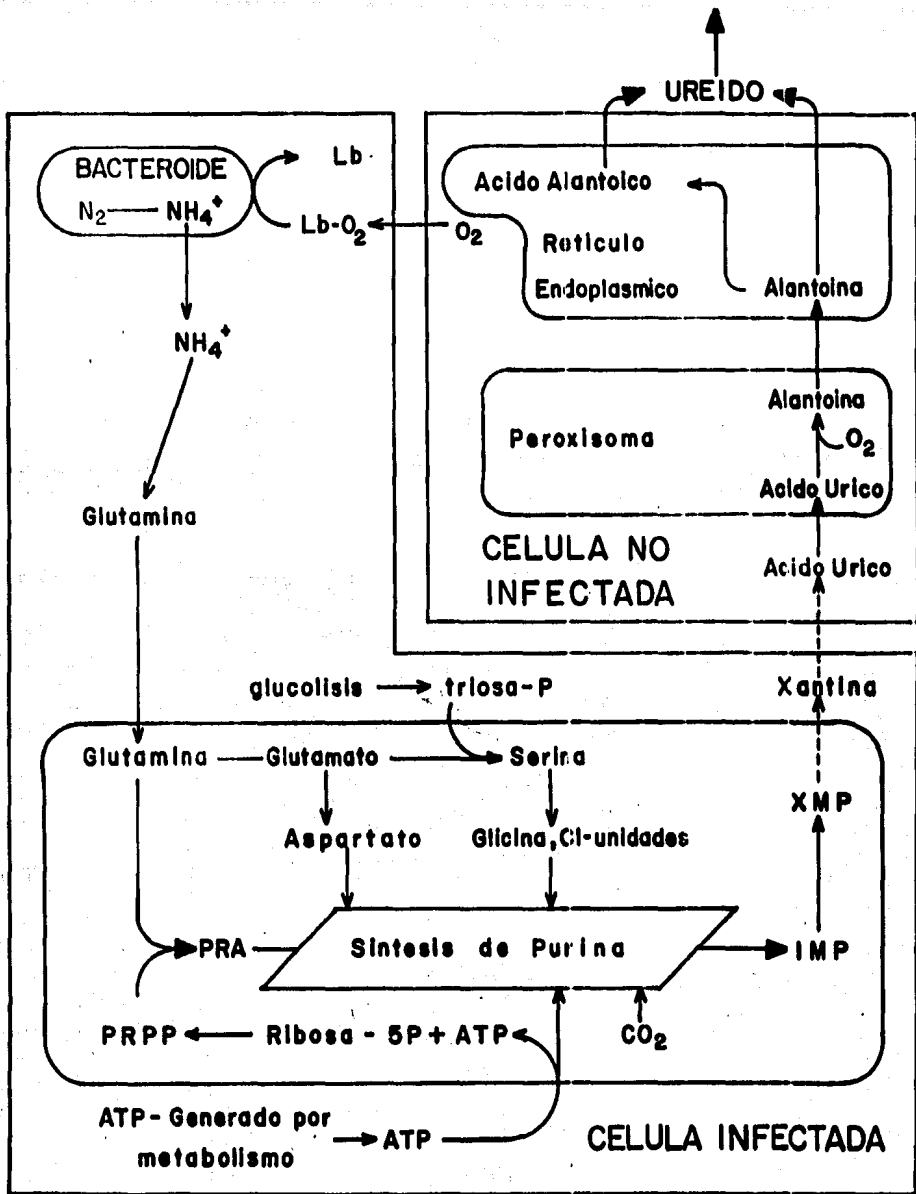 UREIDO
BACTEROIDE
N2 NH4+
Lb
Lb-O2
O2
NH4+
Glutamina
Acido Alantoico
Reticulo
Endoplasmico
Alantoina
Peroxisoma
Alantoina
O2
Acido Urico
CELULA NO
INFECTADA
Acido Urico
glucolisis triosa-P
Xantina
Glutamina Glutamato Serina
XMP
Aspartato Glicina, Cl-unidades
PRA Sintesis de Purina IMP
PRPP Ribosa - 5P + ATP CO2
ATP - Generado por
metabolismo ATP
CELULA INFECTADA